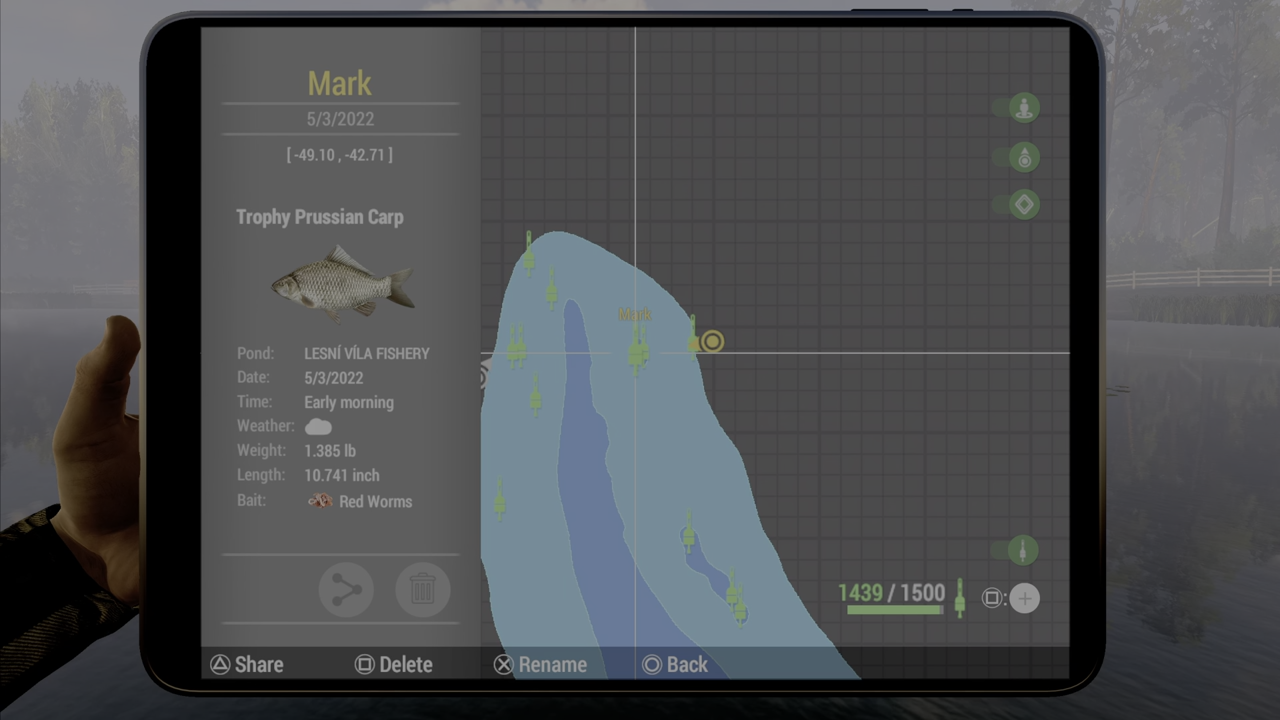 Mark
5/3/2022
[ -49.10 , -42.71 ]
Trophy Prussian Carp
Pond: LESNÍ VÍLA FISHERY
Date: 5/3/2022
Time: Early morning
Weather:
Weight: 1.385 lb
Length: 10.741 inch
Bait: Red Worms
Mark
1439 / 1500
:
Share
Delete
Rename
Back